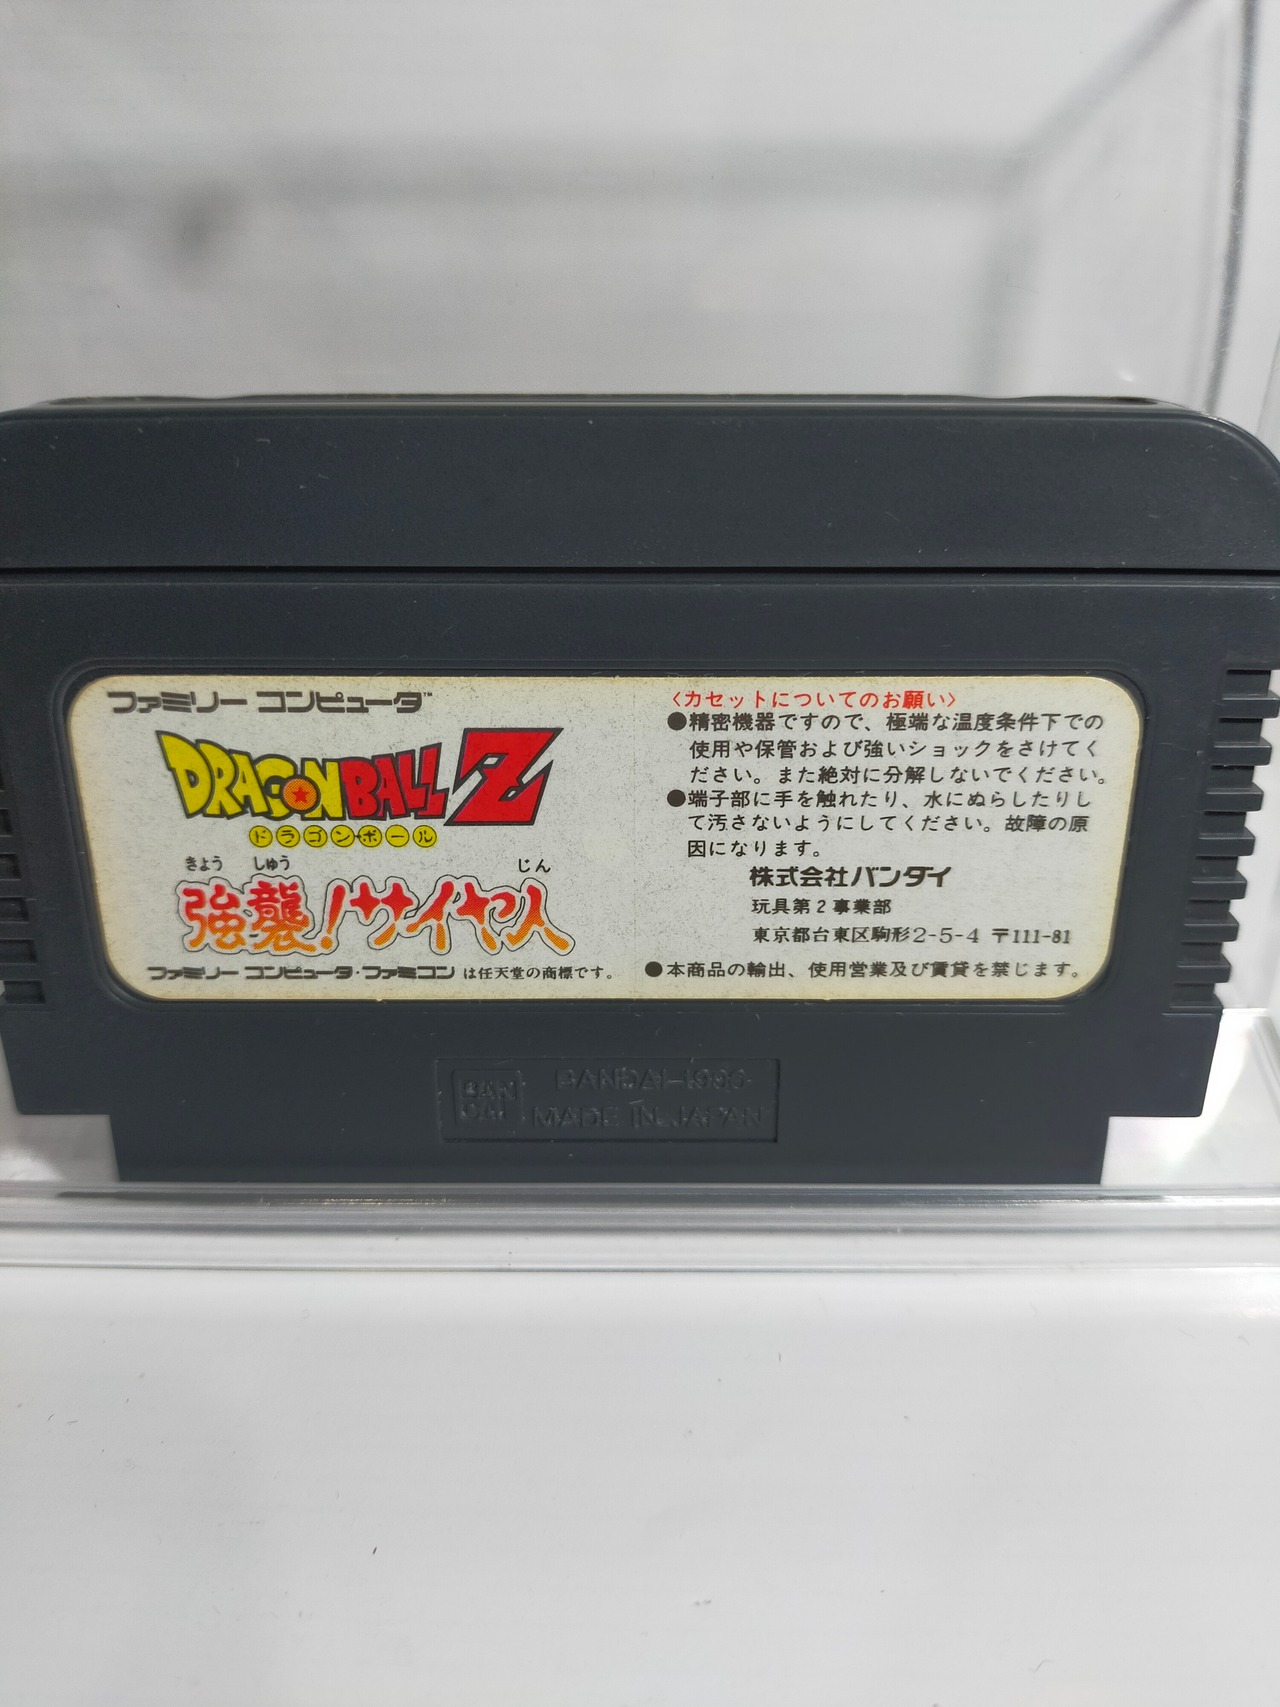 ファミリー コンピュータ™
DRAGON BALL Z
ドラゴンボール
きょう しゅう じん
強襲!サイヤ人
ファミリー コンピュータ・ファミコン は任天堂の商標です。
〈カセットについてのお願い〉
●精密機器ですので、極端な温度条件下での
使用や保管および強いショックをさけてく
ださい。また絶対に分解しないでください。
●端子部に手を触れたり、水にぬらしたりし
て汚さないようにしてください。故障の原
因になります。
株式会社バンダイ
玩具第2事業部
東京都台東区駒形2-5-4 〒111-81
●本商品の輸出、使用営業及び賃貸を禁じます。
BAN
DAI
BANDAI
MADE IN JAPAN